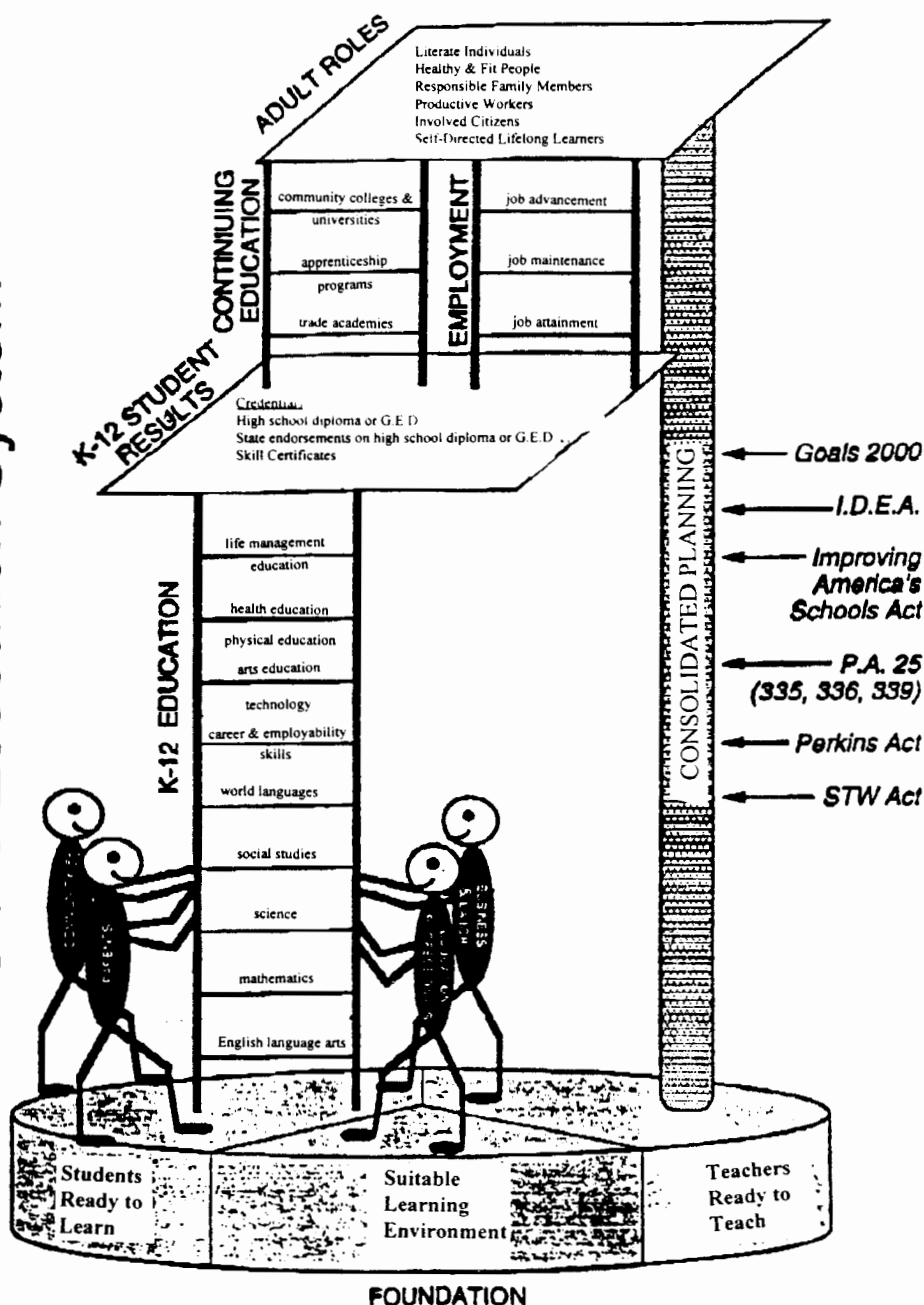 ADULT ROLES
Literate Individuals
Healthy & Fit People
Responsible Family Members
Productive Workers
Involved Citizens
Self-Directed Lifelong Learners
CONTINUING
EDUCATION
community colleges &
universities
apprenticeship
programs
trade academies
EMPLOYMENT
job advancement
job maintenance
job attainment
K-12 STUDENT
RESULTS
High school diploma or G.E.D
State endorsements on high school diploma or G.E.D
Skill Certificates
K-12 EDUCATION
life management
education
health education
physical education
arts education
technology
career & employability
skills
world languages
social studies
science
mathematics
English language arts
PARENTS
BUSINESS
& LABOR
CONSOLIDATED PLANNING
Goals 2000
I.D.E.A.
Improving
America's
Schools Act
P.A. 25
(335, 336, 339)
Perkins Act
STW Act
Students
Ready to
Learn
Suitable
Learning
Environment
Teachers
Ready to
Teach
FOUNDATION